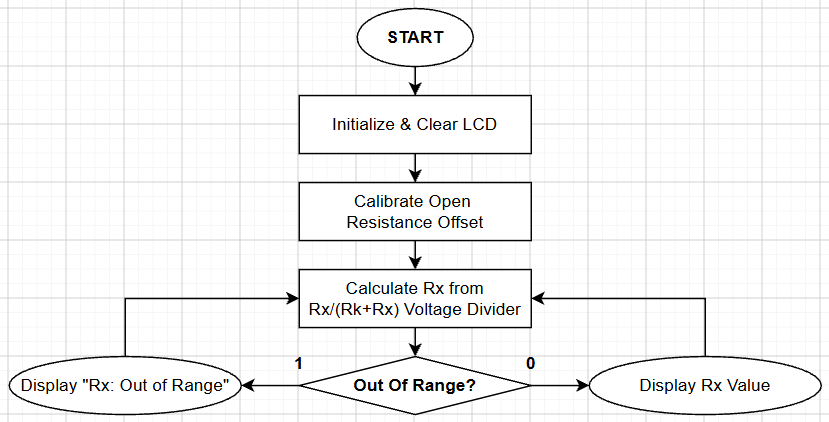 START
Initialize & Clear LCD
Calibrate Open
Resistance Offset
Calculate Rx from
Rx/(Rk+Rx) Voltage Divider
1
0
Display "Rx: Out of Range"
Out Of Range?
Display Rx Value